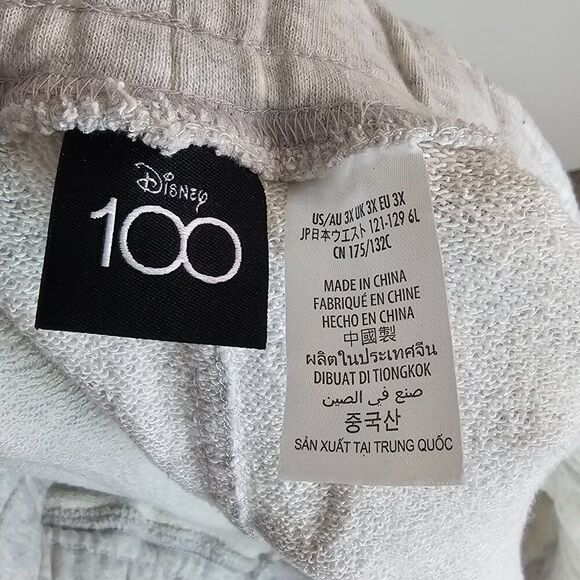 Disney
100
US/AU 3X UK 3X EU 3X
JP日本ウエスト 121-129 6L
CN 175/132C
MADE IN CHINA
FABRIQUÉ EN CHINE
HECHO EN CHINA
中國製
ผลิตในประเทศจีน
DIBUAT DI TIONGKOK
صنع في الصين
중국산
SẢN XUẤT TẠI TRUNG QUỐC